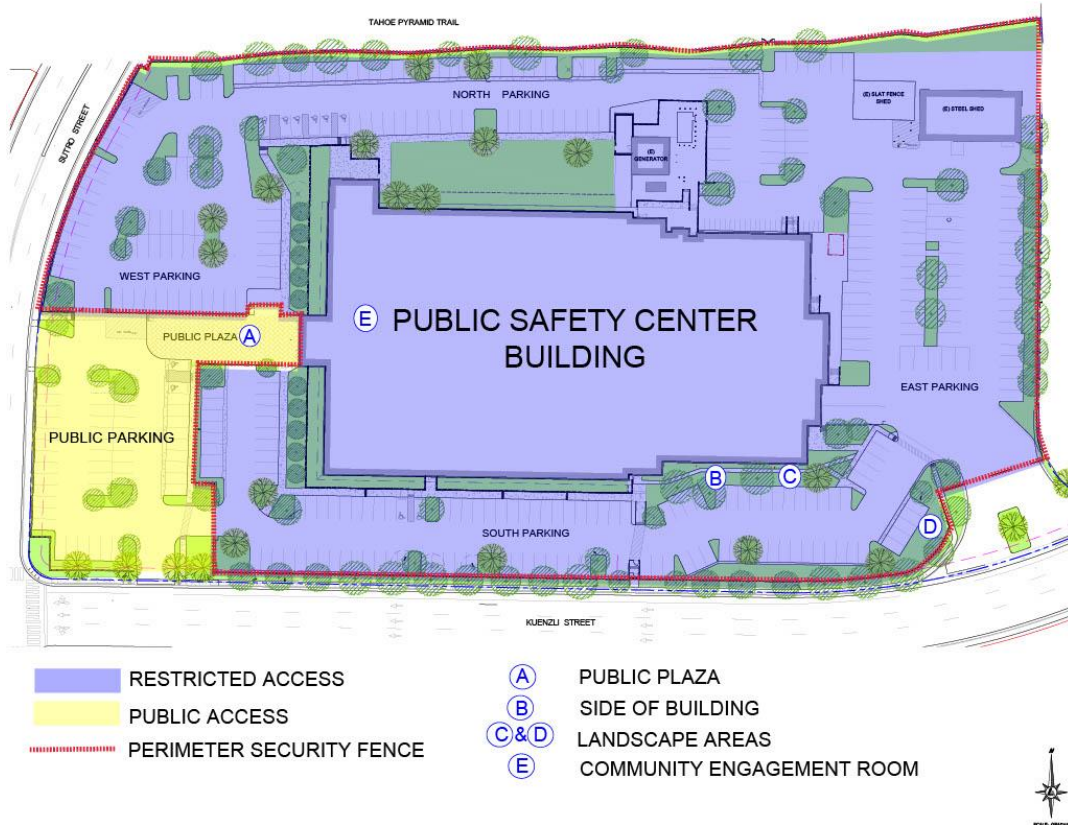 TAHOE PYRAMID TRAIL
SUTRO STREET
NORTH PARKING
(E) SLAT FENCE
SHED
(E) STEEL SHED
(E)
GENERATOR
WEST PARKING
PUBLIC PLAZA
A
E
PUBLIC SAFETY CENTER
BUILDING
EAST PARKING
PUBLIC PARKING
B
C
D
SOUTH PARKING
KUENZLI STREET
RESTRICTED ACCESS
PUBLIC ACCESS
PERIMETER SECURITY FENCE
A PUBLIC PLAZA
B SIDE OF BUILDING
C&D LANDSCAPE AREAS
E COMMUNITY ENGAGEMENT ROOM